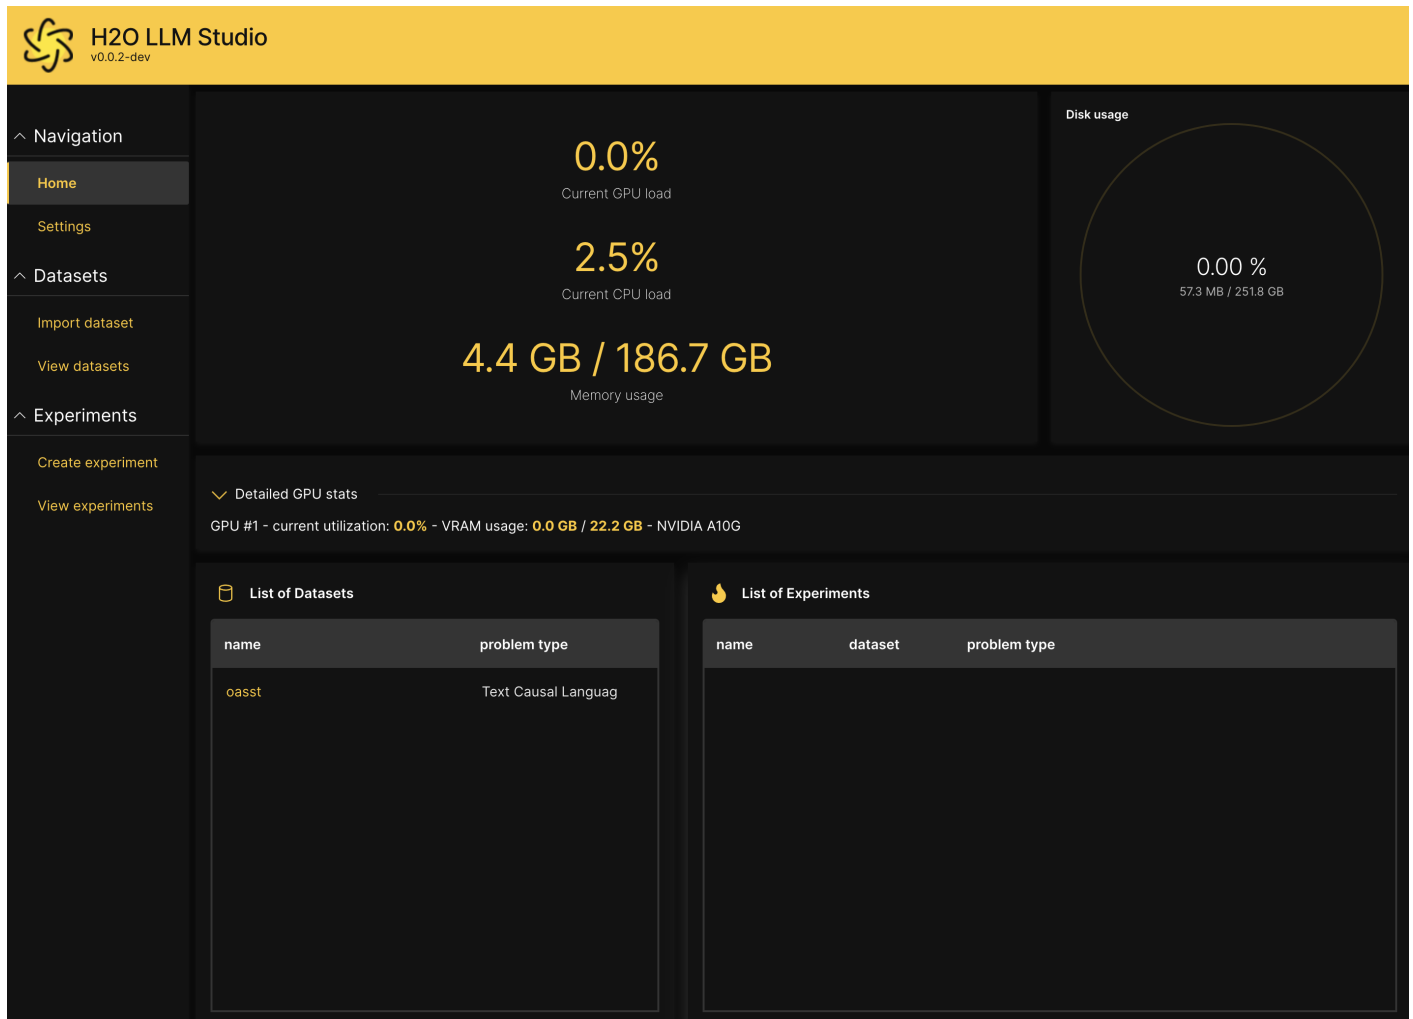 H2O LLM Studio
v0.0.2-dev
Navigation
Home
Settings
Datasets
Import dataset
View datasets
Experiments
Create experiment
View experiments
0.0%
Current GPU load
2.5%
Current CPU load
4.4 GB / 186.7 GB
Memory usage
Disk usage
0.00 %
57.3 MB / 251.8 GB
Detailed GPU stats
GPU #1 - current utilization: 0.0% - VRAM usage: 0.0 GB / 22.2 GB - NVIDIA A10G
List of Datasets
name problem type
oasst Text Causal Languag
List of Experiments
name dataset problem type